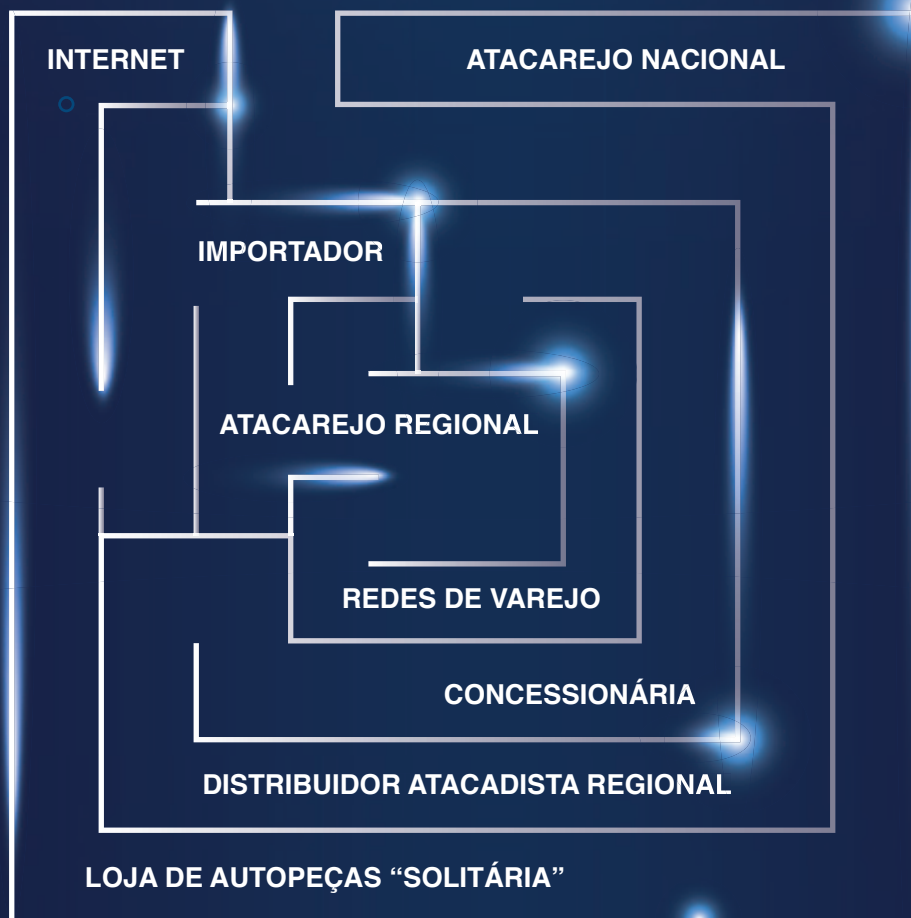 INTERNET
ATACAREJO NACIONAL
IMPORTADOR
ATACAREJO REGIONAL
REDES DE VAREJO
CONCESSIONÁRIA
DISTRIBUIDOR ATACADISTA REGIONAL
LOJA DE AUTOPEÇAS “SOLITÁRIA”